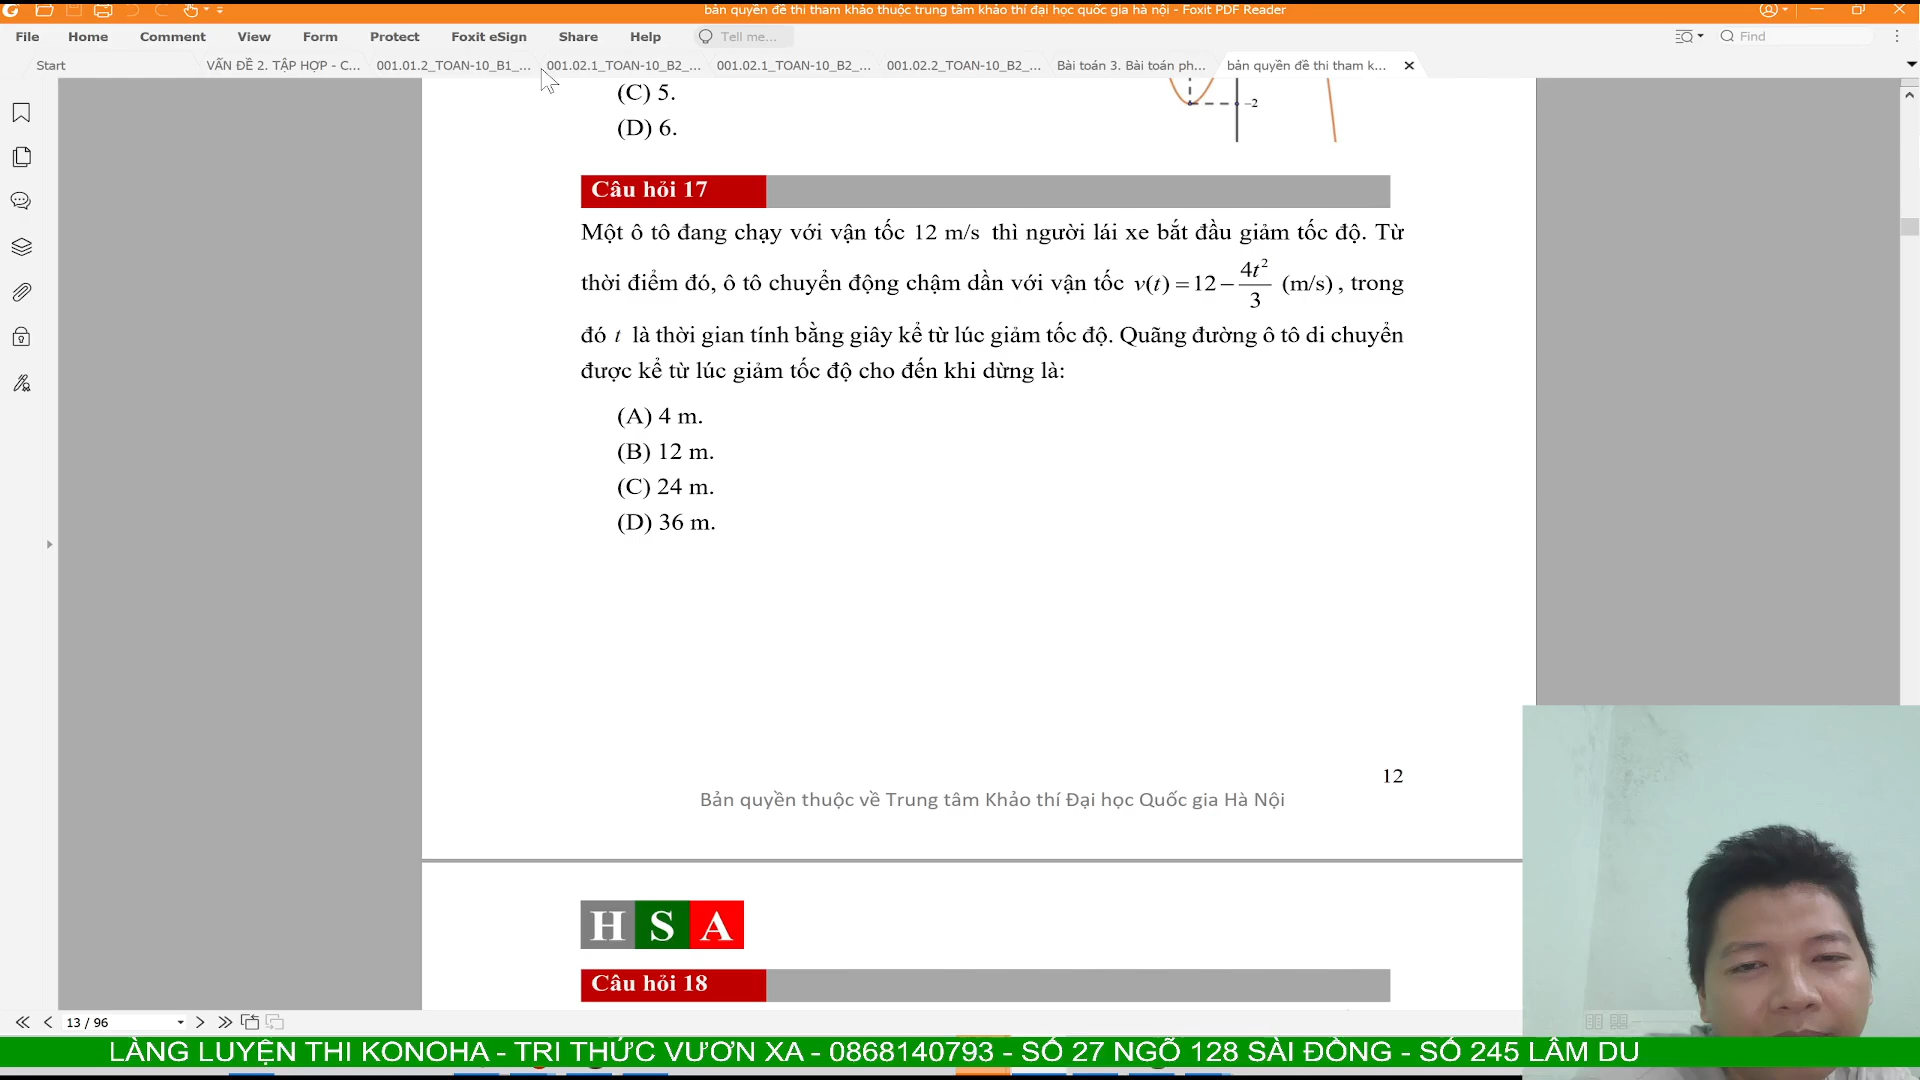 bản quyền đề thi tham khảo thuộc trung tâm khảo thí đại học quốc gia hà nội - Foxit PDF Reader
File Home Comment View Form Protect Foxit eSign Share Help Tell me... Find
Start VẤN ĐỀ 2. TẬP HỢP - C... 001.01.2_TOAN-10_B1_... 001.02.1_TOAN-10_B2_... 001.02.1_TOAN-10_B2_... 001.02.2_TOAN-10_B2_... Bài toán 3. Bài toán ph... bản quyền đề thi tham k...
(C) 5.
-2
(D) 6.
Câu hỏi 17
Một ô tô đang chạy với vận tốc 12 m/s thì người lái xe bắt đầu giảm tốc độ. Từ
thời điểm đó, ô tô chuyển động chậm dần với vận tốc v(t) = 12 − 4t²/3 (m/s), trong
đó t là thời gian tính bằng giây kể từ lúc giảm tốc độ. Quãng đường ô tô di chuyển
được kể từ lúc giảm tốc độ cho đến khi dừng là:
(A) 4 m.
(B) 12 m.
(C) 24 m.
(D) 36 m.
12
Bản quyền thuộc về Trung tâm Khảo thí Đại học Quốc gia Hà Nội
HSA
Câu hỏi 18
13 / 96
LÀNG LUYỆN THI KONOHA - TRI THỨC VƯƠN XA - 0868140793 - SỐ 27 NGÕ 128 SÀI ĐỒNG - SỐ 245 LÂM DU